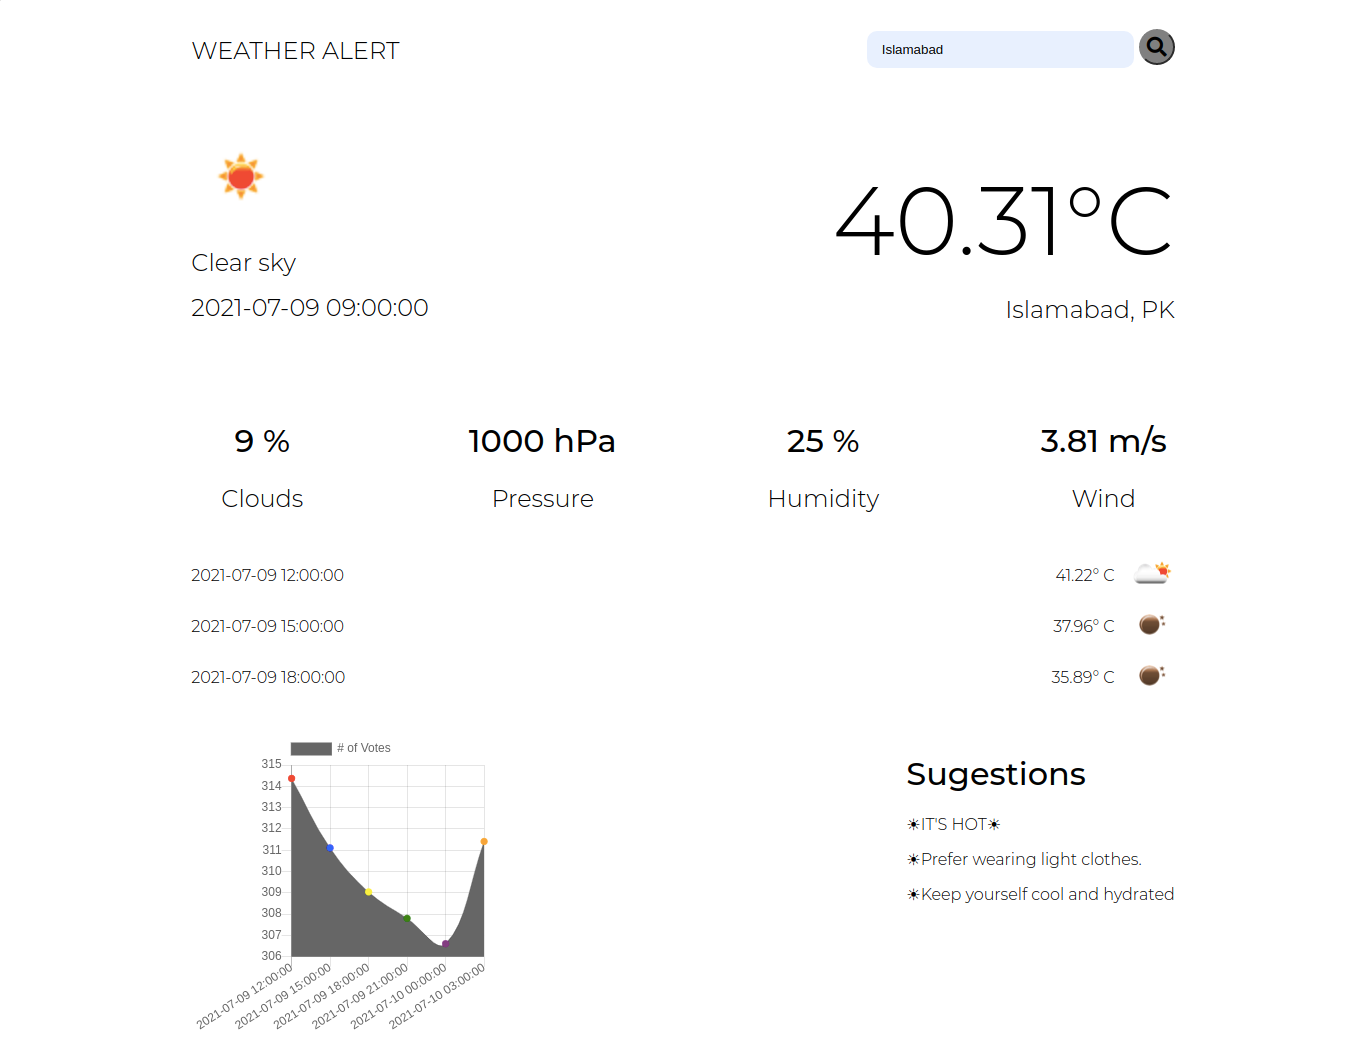 WEATHER ALERT
Islamabad
40.31°C
Clear sky
2021-07-09 09:00:00
Islamabad, PK
9 %
1000 hPa
25 %
3.81 m/s
Clouds
Pressure
Humidity
Wind
2021-07-09 12:00:00
41.22° C
2021-07-09 15:00:00
37.96° C
2021-07-09 18:00:00
35.89° C
# of Votes
315
314
313
312
311
310
309
308
307
306
2021-07-09 12:00:00
2021-07-09 15:00:00
2021-07-09 18:00:00
2021-07-09 21:00:00
2021-07-10 00:00:00
2021-07-10 03:00:00
Sugestions
☀IT'S HOT☀
☀Prefer wearing light clothes.
☀Keep yourself cool and hydrated